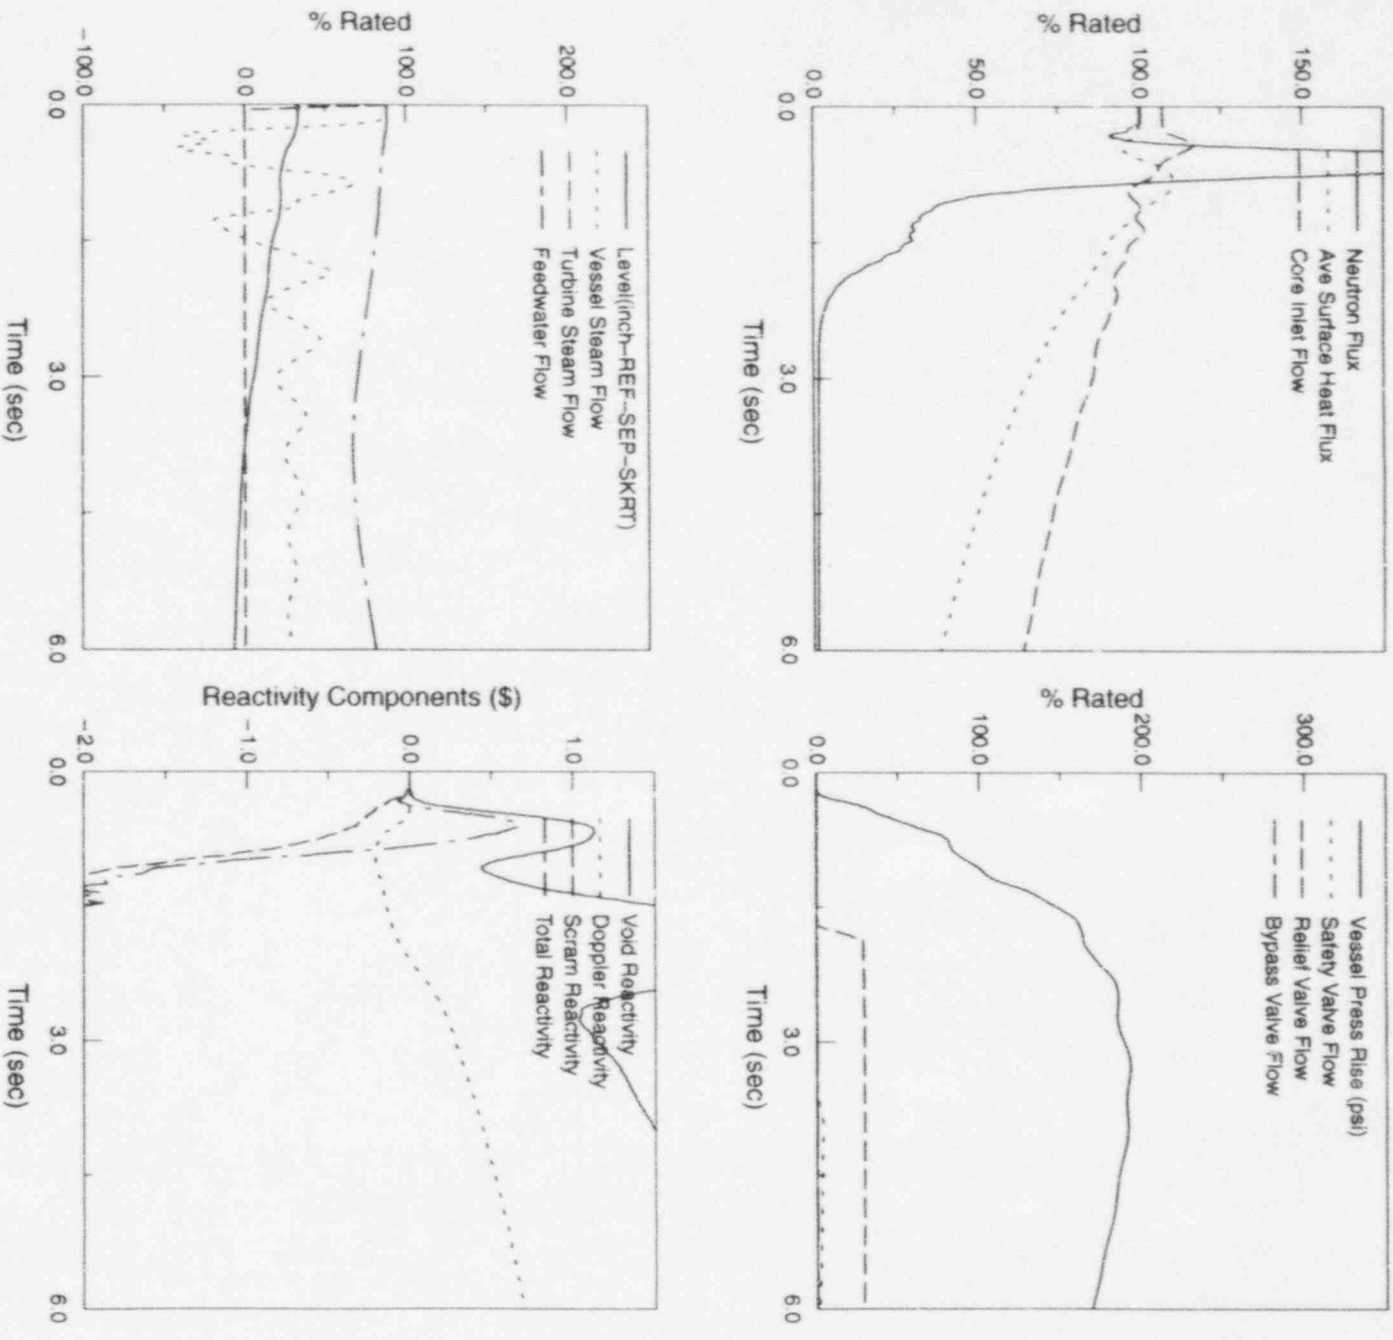 % Rated
150.0
100.0
50.0
0.0
0.0
3.0
6.0
Time (sec)
Neutron Flux
Ave Surface Heat Flux
Core Inlet Flow
% Rated
300.0
200.0
100.0
0.0
0.0
3.0
6.0
Time (sec)
Vessel Press Rise (psi)
Safety Valve Flow
Relief Valve Flow
Bypass Valve Flow
% Rated
200.0
100.0
0.0
-100.0
0.0
3.0
6.0
Time (sec)
Level(inch-REF-SEP-SKRT)
Vessel Steam Flow
Turbine Steam Flow
Feedwater Flow
Reactivity Components ($)
1.0
0.0
-1.0
-2.0
0.0
3.0
6.0
Time (sec)
Void Reactivity
Doppler Reactivity
Scram Reactivity
Total Reactivity